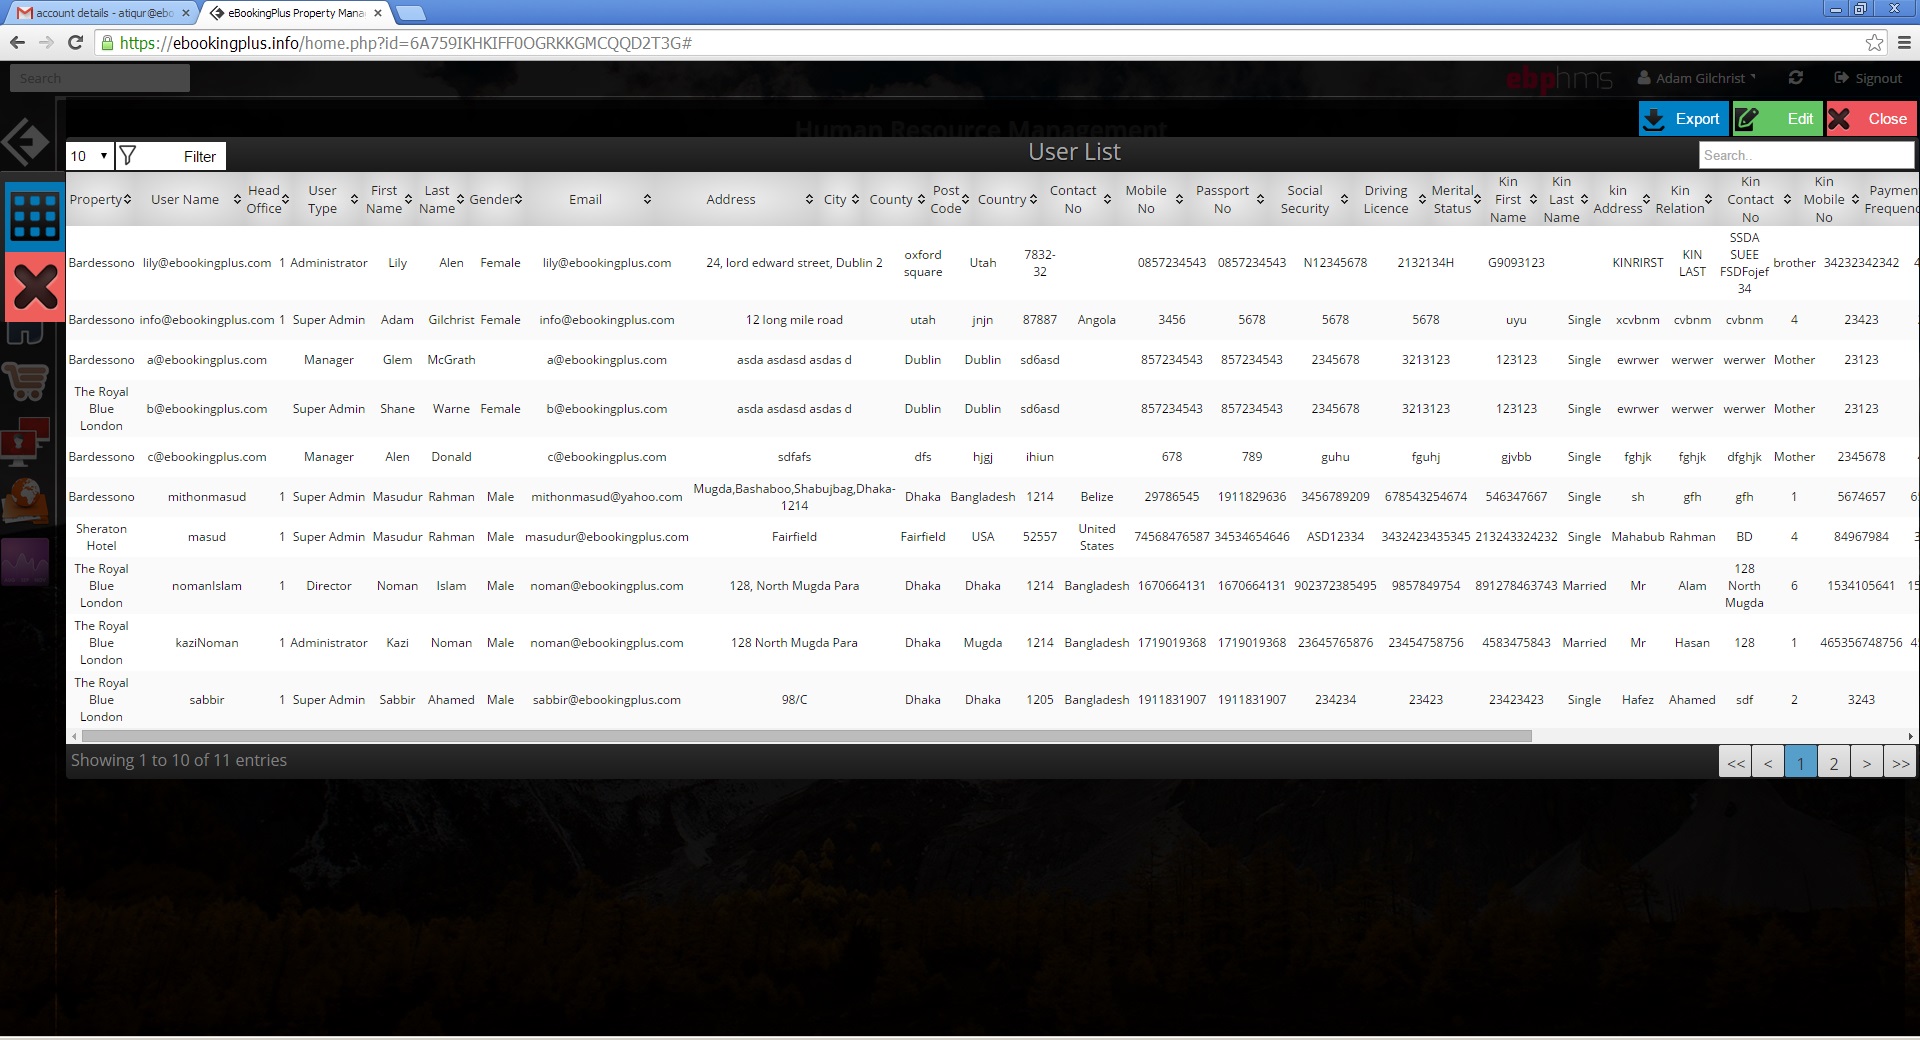 account details - atiqur@ebo
eBookingPlus Property Mana
https://ebookingplus.info/home.php?id=6A759IKHKIFF0OGRKKGMCQQD2T3G#
Search
ebphms
Adam Gilchrist
Signout
Human Resource Management
Export
Edit
Close
10
Filter
User List
Search..
Property User Name Head Office User Type First Name Last Name Gender Email Address City County Post Code Country Contact No Mobile No Passport No Social Security Driving Licence Merital Status Kin First Name Kin Last Name kin Address Kin Relation Kin Contact No Kin Mobile No Paymen Frequenc
Bardessono lily@ebookingplus.com 1 Administrator Lily Alen Female lily@ebookingplus.com 24, lord edward street, Dublin 2 oxford square Utah 7832-32 0857234543 0857234543 N12345678 2132134H G9093123 KINRIRST KIN LAST SSDA SUEE FSDFojef 34 brother 34232342342 4
Bardessono info@ebookingplus.com 1 Super Admin Adam Gilchrist Female info@ebookingplus.com 12 long mile road utah jnjn 87887 Angola 3456 5678 5678 5678 uyu Single xcvbnm cvbnm cvbnm 4 23423
Bardessono a@ebookingplus.com Manager Glem McGrath a@ebookingplus.com asda asdasd asdas d Dublin Dublin sd6asd 857234543 857234543 2345678 3213123 123123 Single ewrwer werwer werwer Mother 23123
The Royal Blue London b@ebookingplus.com Super Admin Shane Warne Female b@ebookingplus.com asda asdasd asdas d Dublin Dublin sd6asd 857234543 857234543 2345678 3213123 123123 Single ewrwer werwer werwer Mother 23123
Bardessono c@ebookingplus.com Manager Alen Donald c@ebookingplus.com sdfafs dfs hjgj ihiun 678 789 guhu fguhj gjvbb Single fghjk fghjk dfghjk Mother 2345678
Bardessono mithonmasud 1 Super Admin Masudur Rahman Male mithonmasud@yahoo.com Mugda,Bashaboo,Shabujbag,Dhaka-1214 Dhaka Bangladesh 1214 Belize 29786545 1911829636 3456789209 678543254674 546347667 Single sh gfh gfh 1 5674657 6
Sheraton Hotel masud 1 Super Admin Masudur Rahman Male masudur@ebookingplus.com Fairfield Fairfield USA 52557 United States 74568476587 34534654646 ASD12334 3432423435345 213243324232 Single Mahabub Rahman BD 4 84967984 3
The Royal Blue London nomanIslam 1 Director Noman Islam Male noman@ebookingplus.com 128, North Mugda Para Dhaka Dhaka 1214 Bangladesh 1670664131 1670664131 902372385495 9857849754 891278463743 Married Mr Alam 128 North Mugda 6 1534105641 15
The Royal Blue London kaziNoman 1 Administrator Kazi Noman Male noman@ebookingplus.com 128 North Mugda Para Dhaka Mugda 1214 Bangladesh 1719019368 1719019368 23645765876 23454758756 4583475843 Married Mr Hasan 128 1 465356748756 4
The Royal Blue London sabbir 1 Super Admin Sabbir Ahamed Male sabbir@ebookingplus.com 98/C Dhaka Dhaka 1205 Bangladesh 1911831907 1911831907 234234 23423 23423423 Single Hafez Ahamed sdf 2 3243
Showing 1 to 10 of 11 entries
<< < 1 2 > >>